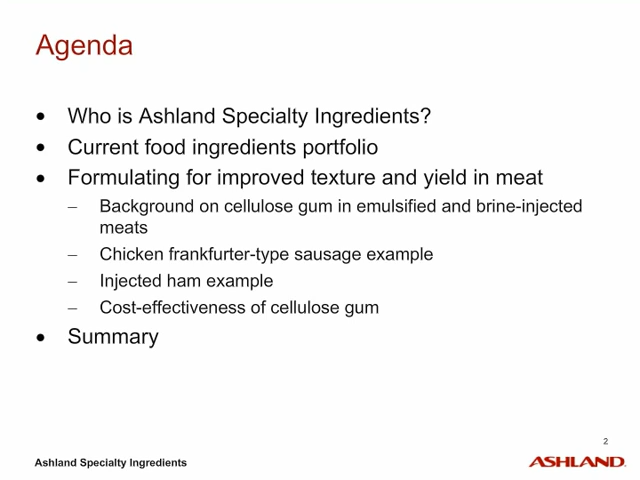 Agenda
• Who is Ashland Specialty Ingredients?
• Current food ingredients portfolio
• Formulating for improved texture and yield in meat
– Background on cellulose gum in emulsified and brine-injected
meats
– Chicken frankfurter-type sausage example
– Injected ham example
– Cost-effectiveness of cellulose gum
• Summary
2
Ashland Specialty Ingredients
ASHLAND.